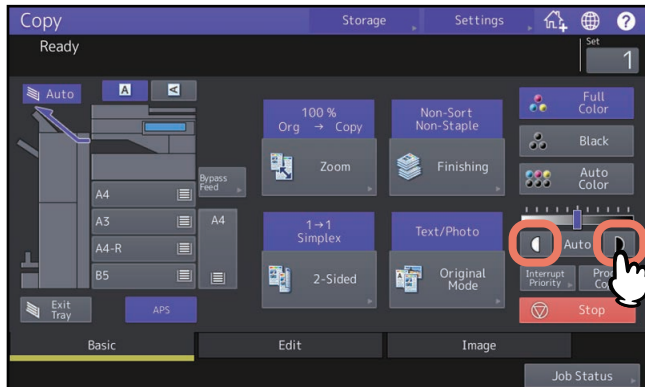 Copy
Storage
Settings
?
Ready
Set
1
Auto
A
A
100 %
Org → Copy
Zoom
Non-Sort
Non-Staple
Finishing
Full
Color
Black
Auto
Color
Bypass
Feed
A4
A3
A4-R
B5
A4
1→1
Simplex
2-Sided
Text/Photo
Original
Mode
Auto
Interrupt
Priority
Stop
Exit
Tray
APS
Basic
Edit
Image
Job Status